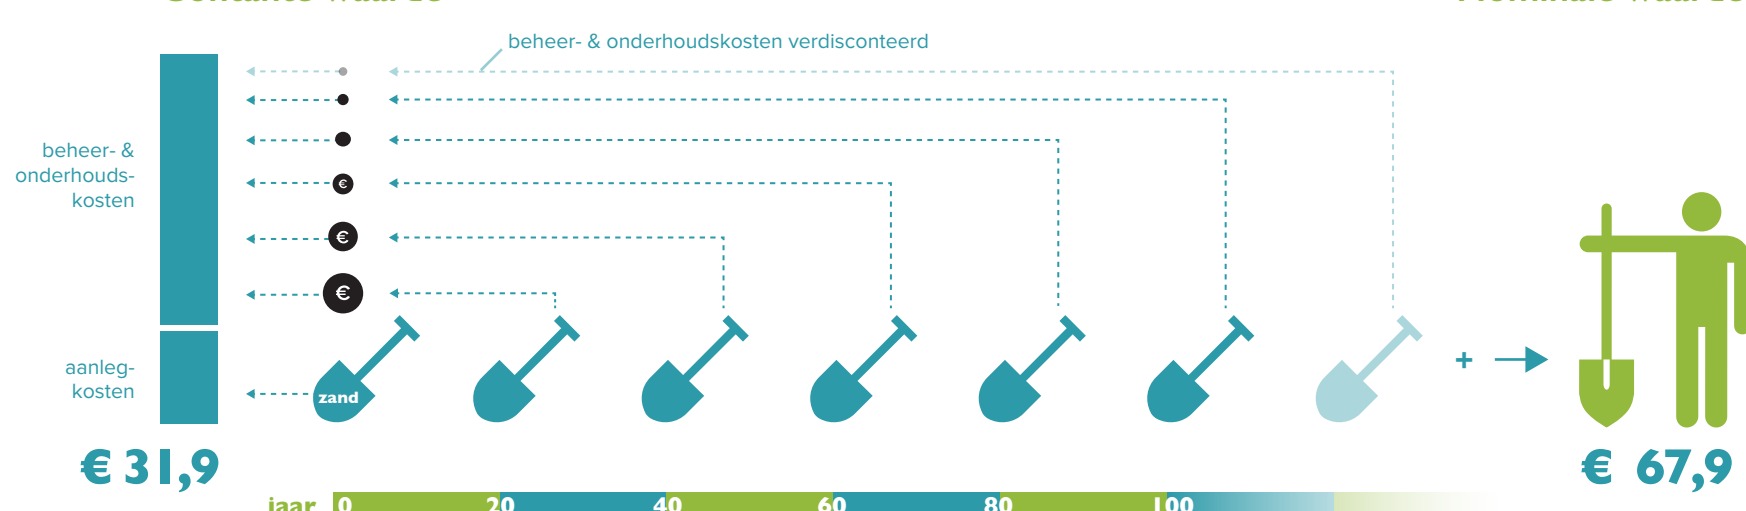 beheer- & onderhoudskosten verdisconteerd
beheer- &
onderhouds-
kosten
€
€
€
aanleg-
kosten
zand
+
€ 31,9
€ 67,9
jaar 0 20 40 60 80 100